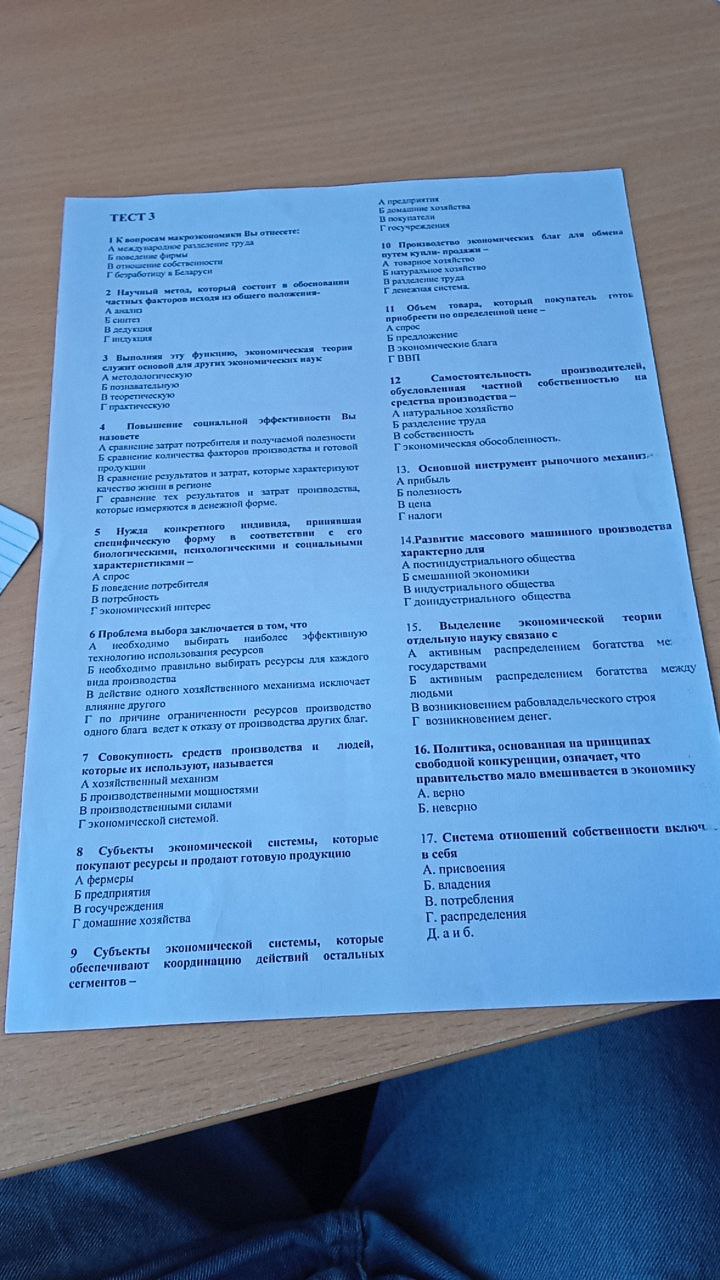 ТЕСТ 3
1 К вопросам макроэкономики Вы отнесете:
А международное разделение труда
Б поведение фирмы
В отношение собственности
Г безработицу в Беларуси
2 Научный метод, который состоит в обосновании
частных факторов исходя из общего положения-
А анализ
Б синтез
В дедукция
Г индукция
3 Выполняя эту функцию, экономическая теория
служит основой для других экономических наук
А методологическую
Б познавательную
В теоретическую
Г практическую
4 Повышение социальной эффективности Вы
назовете
А сравнение затрат потребителя и получаемой полезности
Б сравнение количества факторов производства и готовой
продукции
В сравнение результатов и затрат, которые характеризуют
качество жизни в регионе
Г сравнение тех результатов и затрат производства,
которые измеряются в денежной форме.
5 Нужда конкретного индивида, принявшая
специфическую форму в соответствии с его
биологическими, психологическими и социальными
характеристиками –
А спрос
Б поведение потребителя
В потребность
Г экономический интерес
6 Проблема выбора заключается в том, что
А необходимо выбирать наиболее эффективную
технологию использования ресурсов
Б необходимо правильно выбирать ресурсы для каждого
вида производства
В действие одного хозяйственного механизма исключает
влияние другого
Г по причине ограниченности ресурсов производство
одного блага ведет к отказу от производства других благ.
7 Совокупность средств производства и людей,
которые их используют, называется
А хозяйственный механизм
Б производственными мощностями
В производственными силами
Г экономической системой.
8 Субъекты экономической системы, которые
покупают ресурсы и продают готовую продукцию
А фермеры
Б предприятия
В госучреждения
Г домашние хозяйства
9 Субъекты экономической системы, которые
обеспечивают координацию действий остальных
сегментов –
А предприятия
Б домашние хозяйства
В покупатели
Г госучреждения
10 Производство экономических благ для обмена
путем купли- продажи –
А товарное хозяйство
Б натуральное хозяйство
В разделение труда
Г денежная система.
11 Объем товара, который покупатель готов
приобрести по определенной цене –
А спрос
Б предложение
В экономические блага
Г ВВП
12 Самостоятельность производителей,
обусловленная частной собственностью на
средства производства –
А натуральное хозяйство
Б разделение труда
В собственность
Г экономическая обособленность.
13. Основной инструмент рыночного механиз
А прибыль
Б полезность
В цена
Г налоги
14.Развитие массового машинного производства
характерно для
А постиндустриального общества
Б смешанной экономики
В индустриального общества
Г доиндустриального общества
15. Выделение экономической теории
отдельную науку связано с
А активным распределением богатства ме
государствами
Б активным распределением богатства между
людьми
В возникновением рабовладельческого строя
Г возникновением денег.
16. Политика, основанная на принципах
свободной конкуренции, означает, что
правительство мало вмешивается в экономику
А. верно
Б. неверно
17. Система отношений собственности включ
в себя
А. присвоения
Б. владения
В. потребления
Г. распределения
Д. а и б.